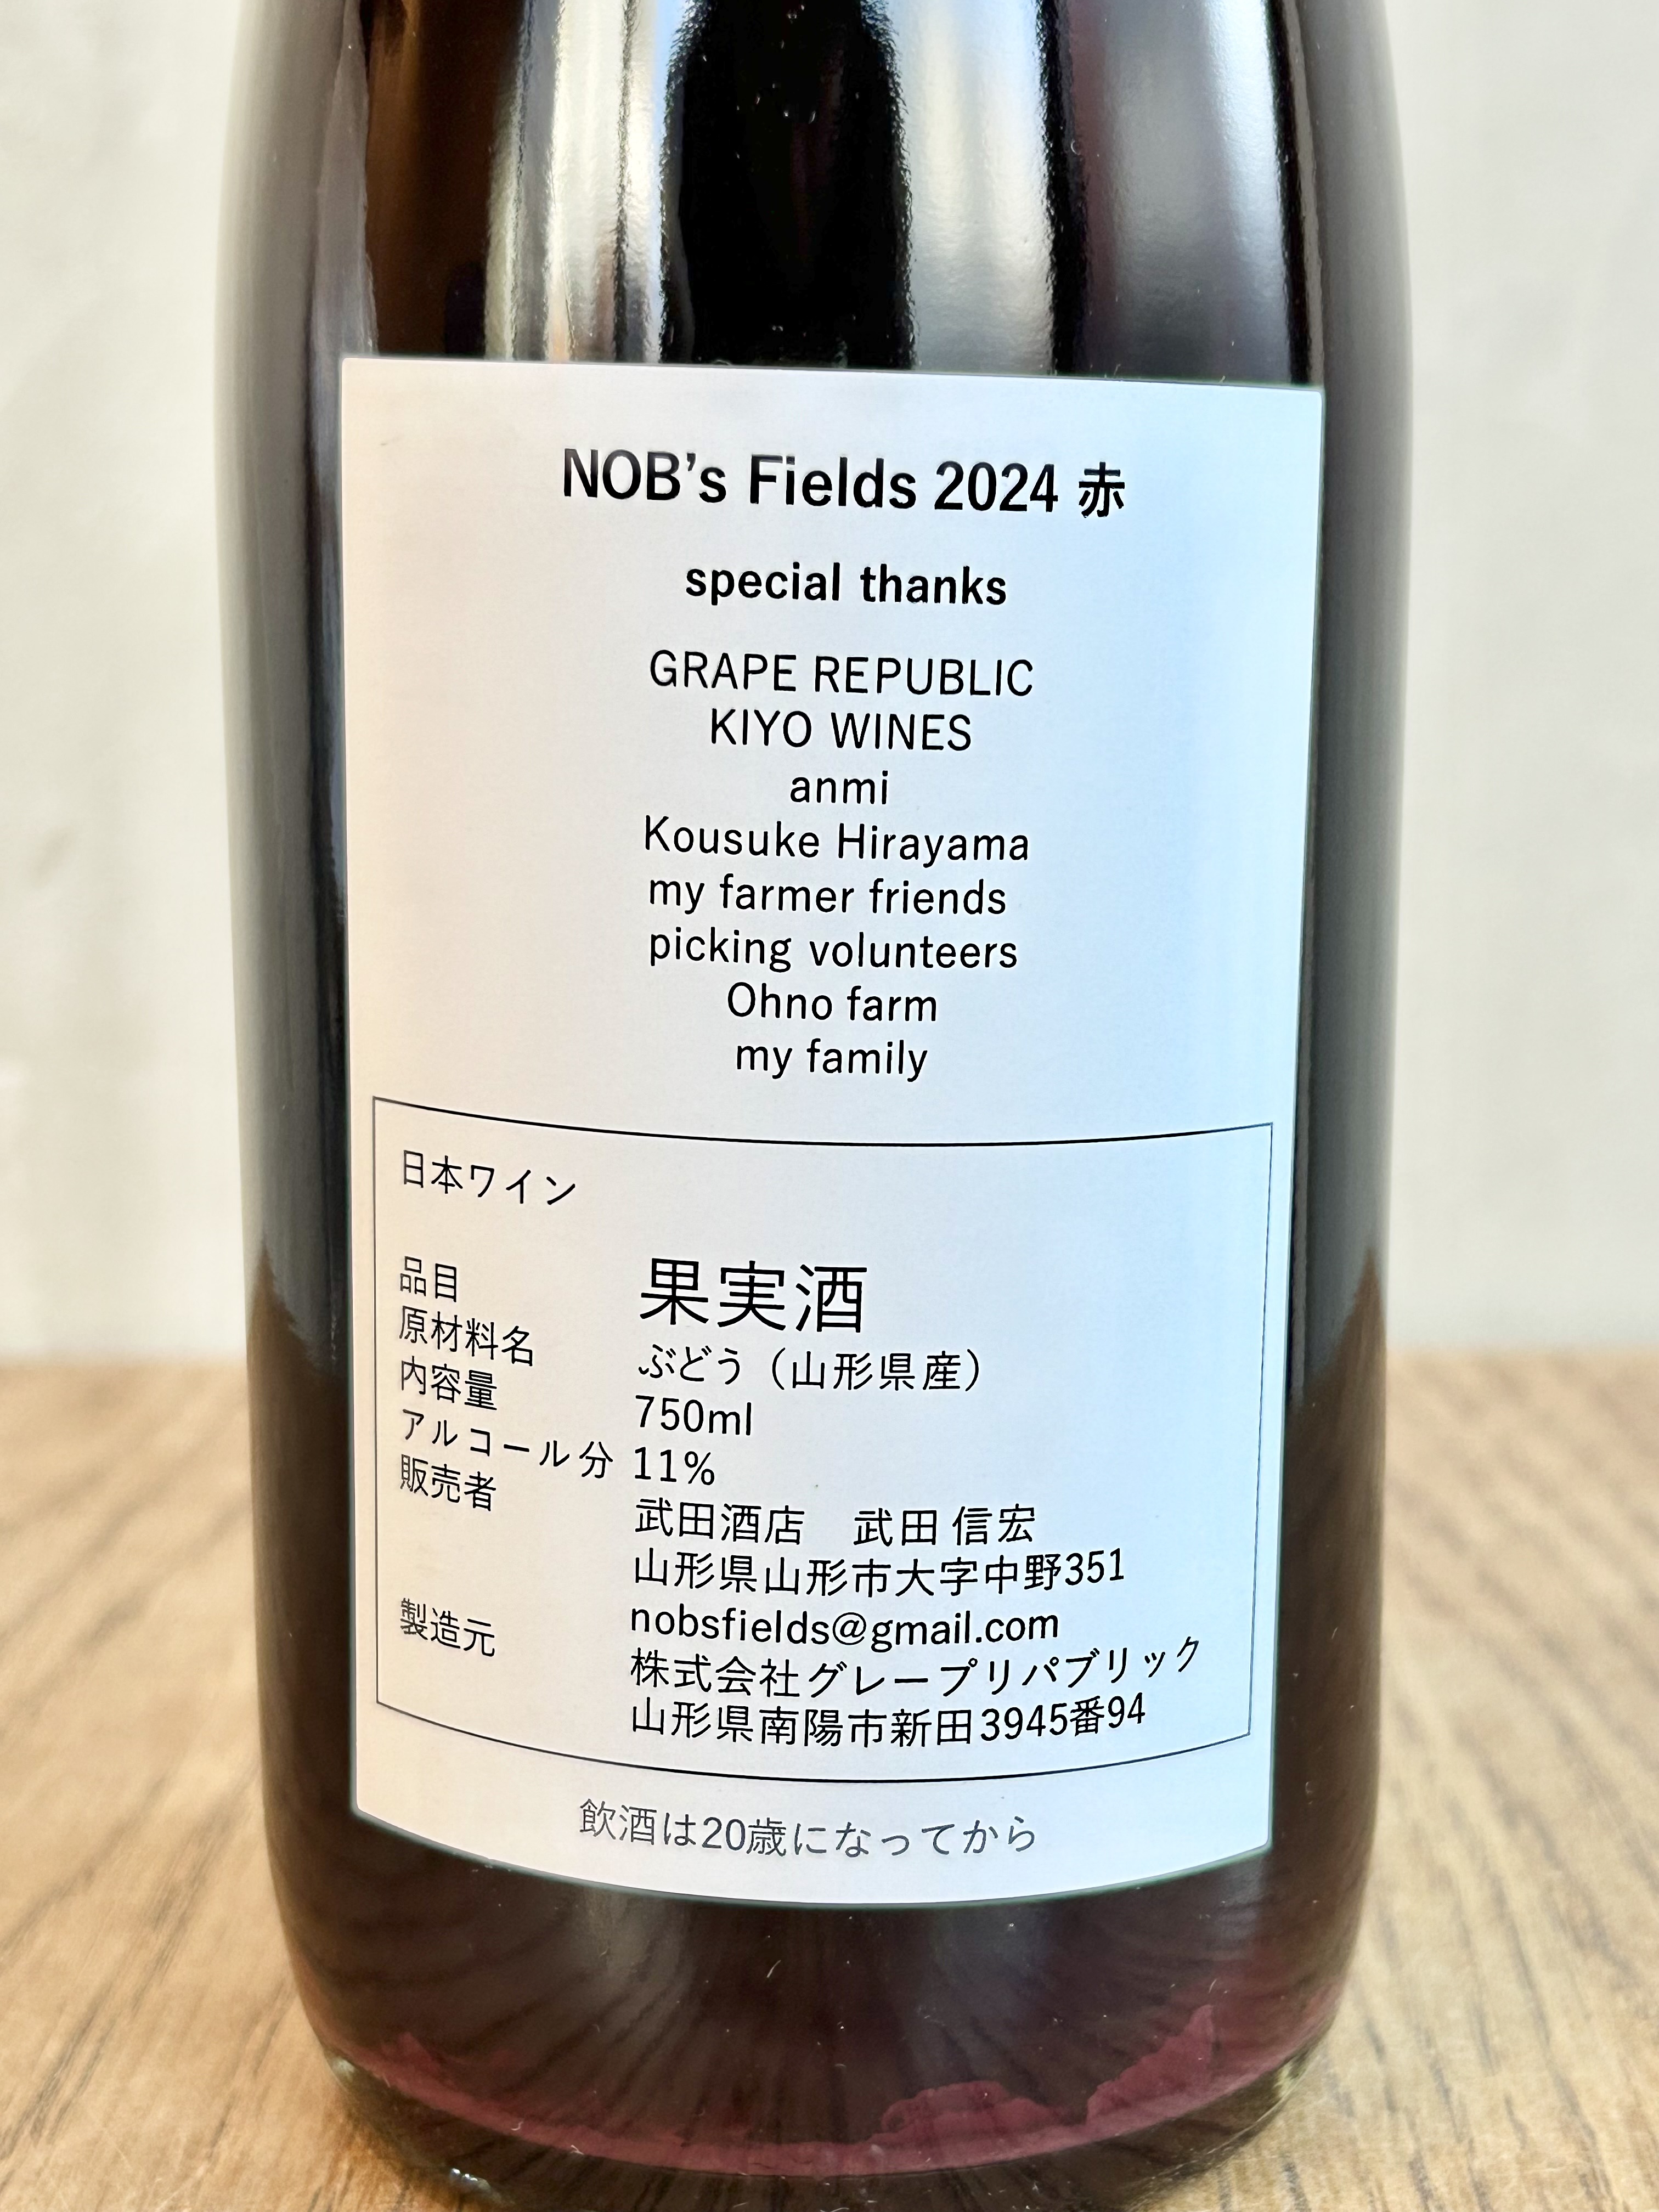 NOB's Fields 2024 赤
special thanks
GRAPE REPUBLIC
KIYO WINES
anmi
Kousuke Hirayama
my farmer friends
picking volunteers
Ohno farm
my family
日本ワイン
品目 果実酒
原材料名 ぶどう（山形県産）
内容量 750ml
アルコール分 11%
販売者 武田酒店　武田 信宏
山形県山形市大字中野351
nobsfields@gmail.com
製造元 株式会社グレープリパブリック
山形県南陽市新田3945番94
飲酒は20歳になってから